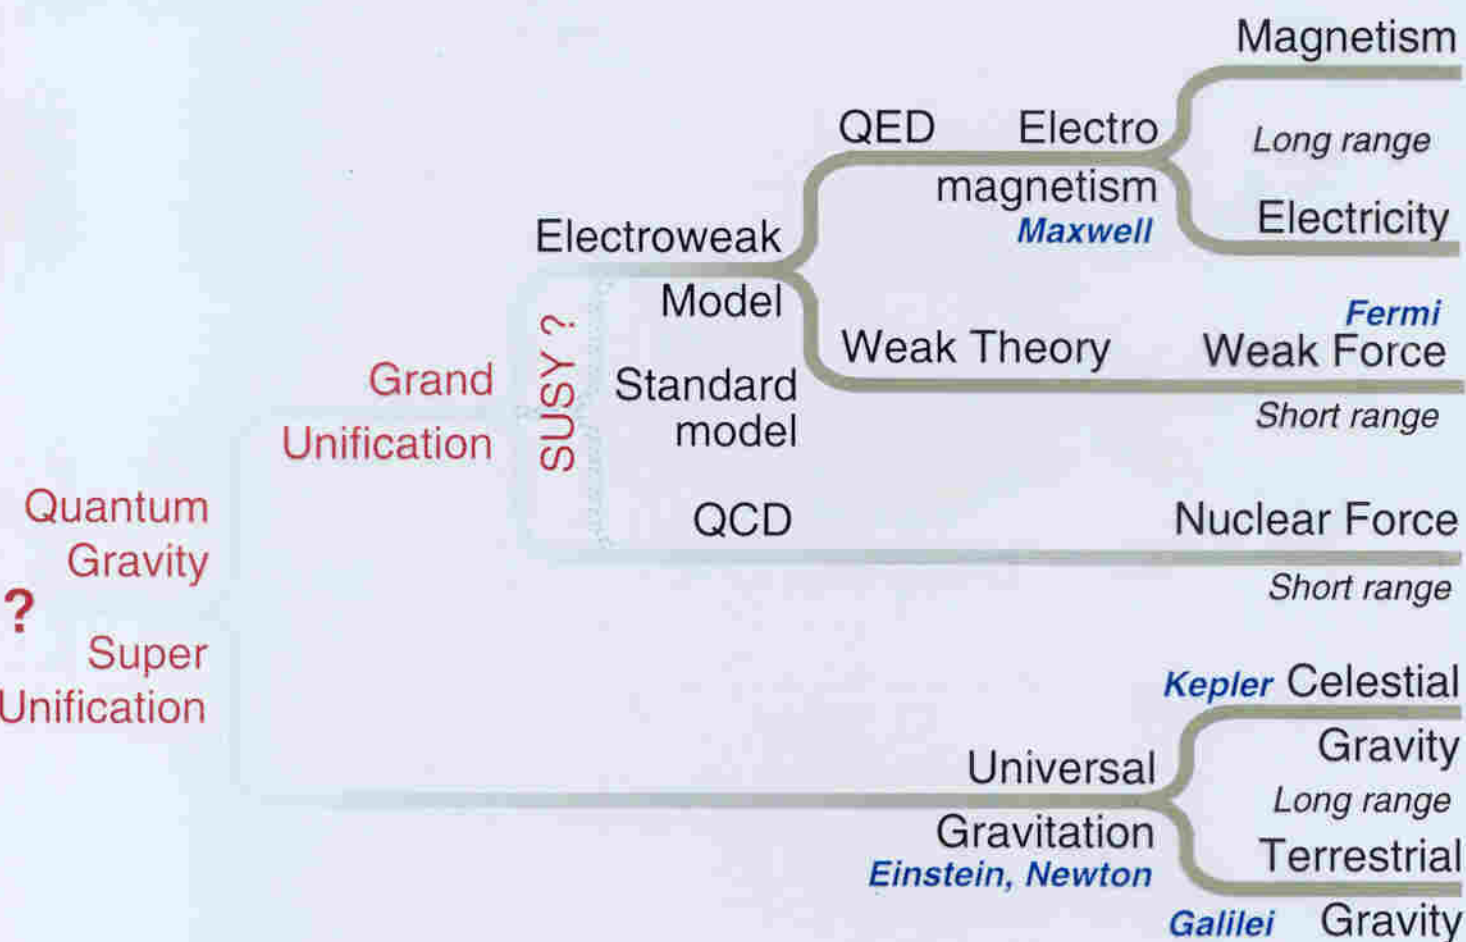 Magnetism
QED Electro
Long range
magnetism
Maxwell
Electricity
Electroweak
Model
Fermi
Weak Theory
Weak Force
Short range
Grand
Unification
SUSY ?
Standard
model
QCD
Nuclear Force
Short range
Quantum
Gravity
?
Super
Unification
Kepler Celestial
Gravity
Long range
Universal
Gravitation
Einstein, Newton
Terrestrial
Galilei Gravity